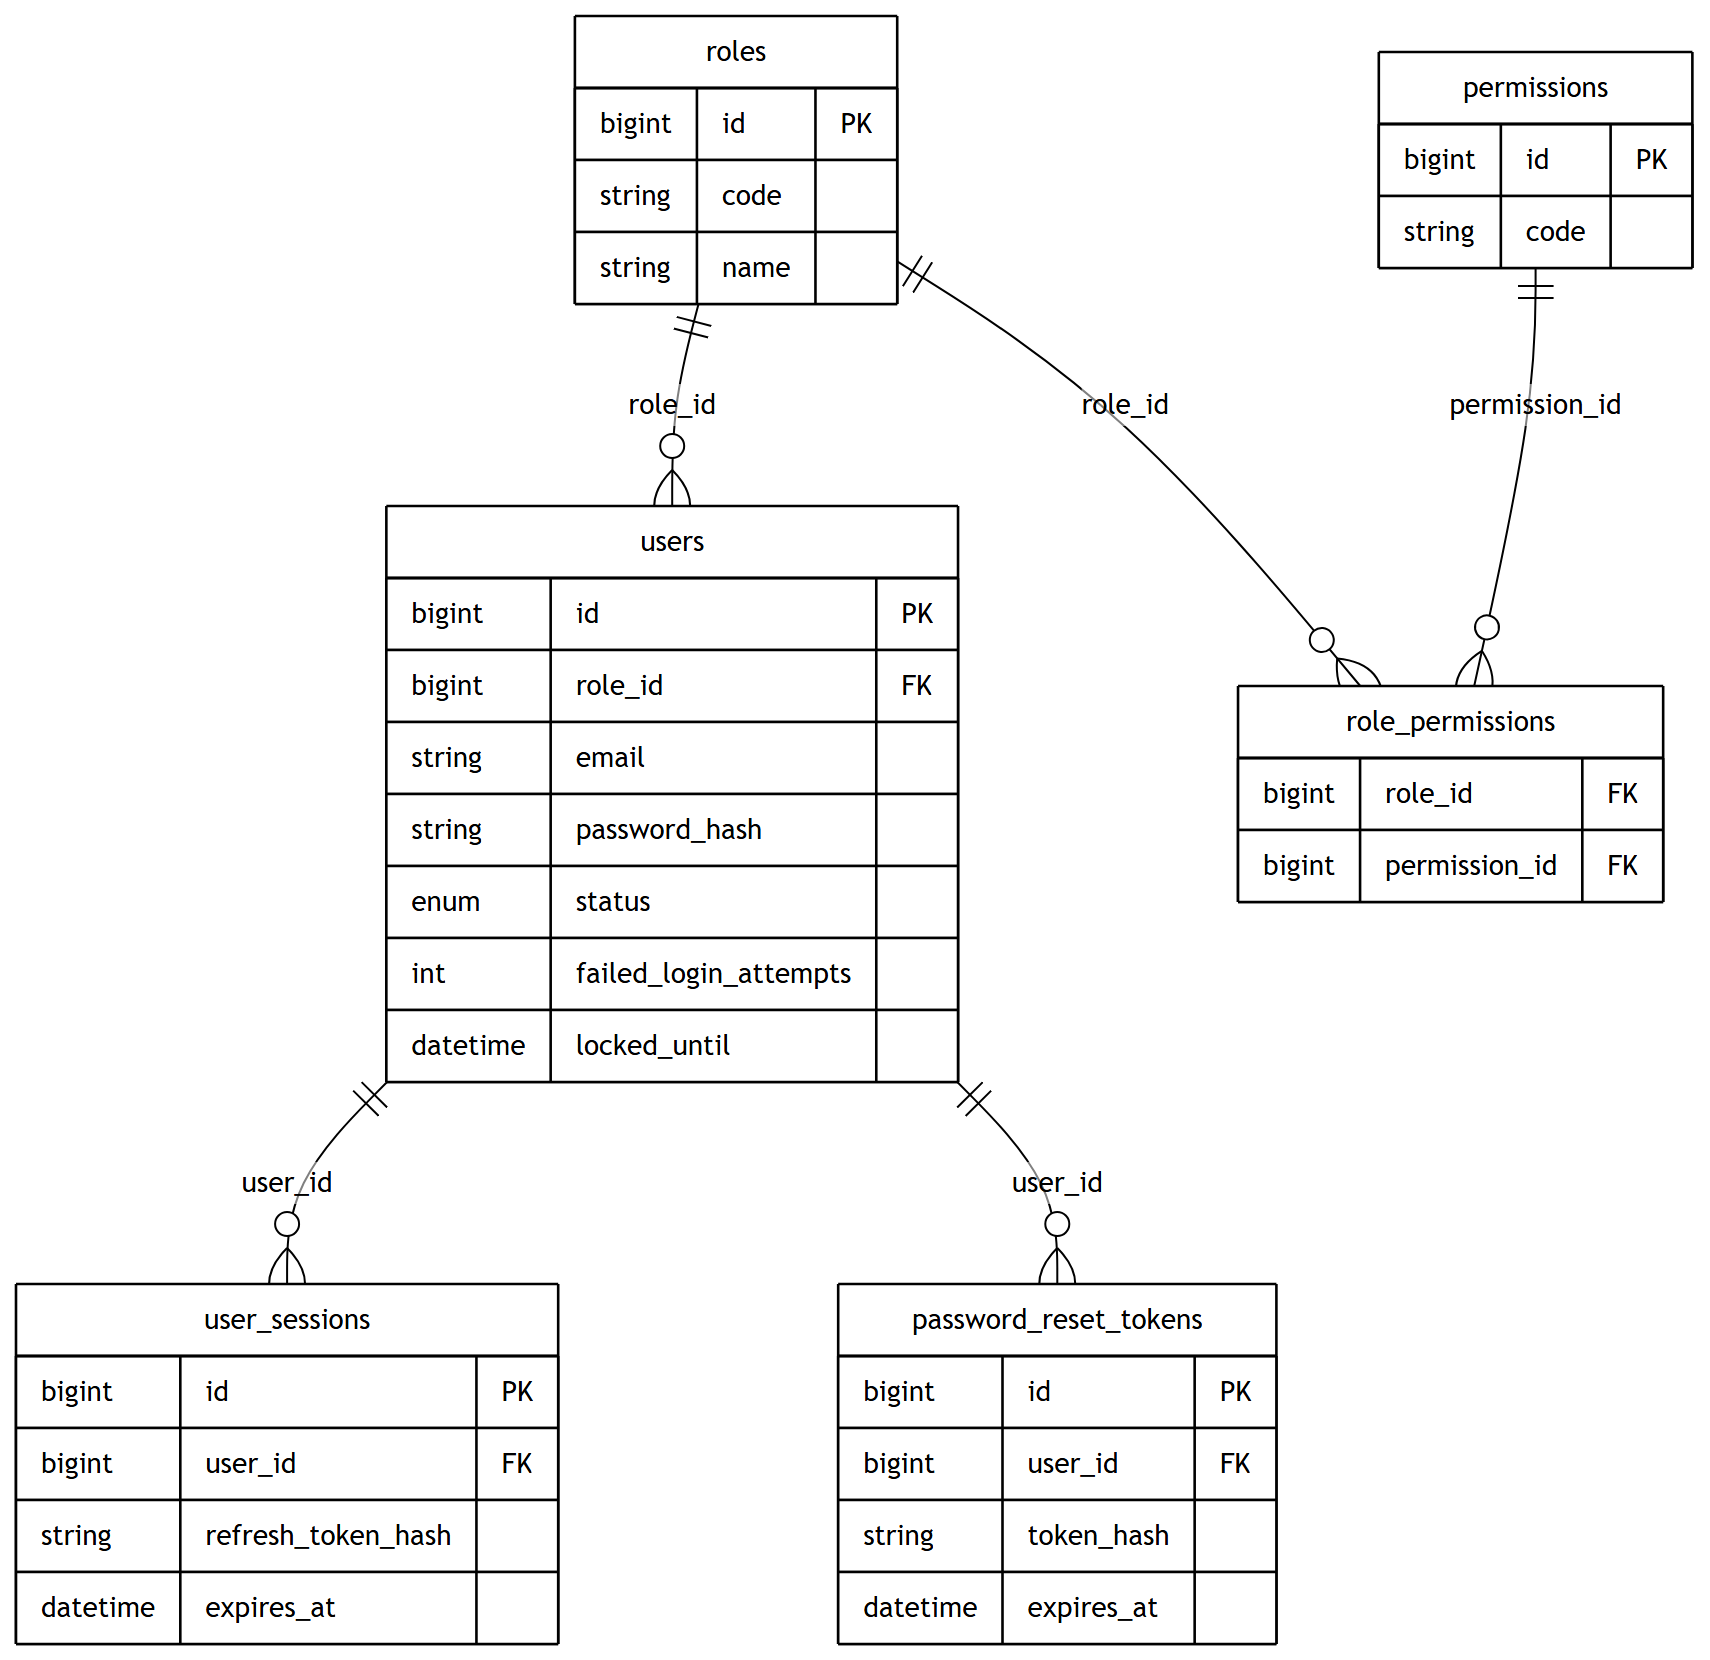 roles
bigint id PK
string code
string name
permissions
bigint id PK
string code
role_id
role_id
permission_id
users
bigint id PK
bigint role_id FK
string email
string password_hash
enum status
int failed_login_attempts
datetime locked_until
role_permissions
bigint role_id FK
bigint permission_id FK
user_id
user_id
user_sessions
bigint id PK
bigint user_id FK
string refresh_token_hash
datetime expires_at
password_reset_tokens
bigint id PK
bigint user_id FK
string token_hash
datetime expires_at